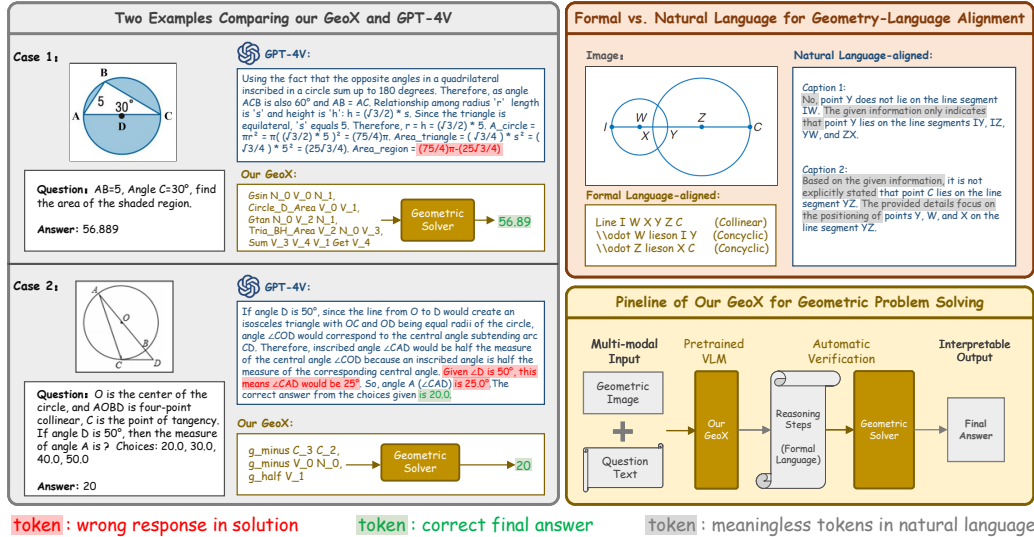 Two Examples Comparing our GeoX and GPT-4V
Case 1:
B
5
30°
A
D
C
Question: AB=5, Angle C=30°, find
the area of the shaded region.
Answer: 56.889
GPT-4V:
Using the fact that the opposite angles in a quadrilateral
inscribed in a circle sum up to 180 degrees. Therefore, as angle
ACB is also 60° and AB = AC. Relationship among radius 'r' length
is 's' and height is 'h': h = (√3/2) * s. Since the triangle is
equilateral, 's' equals 5. Therefore, r = h = (√3/2) * 5. A_circle =
πr² = π( (√3/2) * 5 )² = (75/4)π. Area_triangle = ( √3/4 ) * s² = (
√3/4 ) * 5² = (25√3/4). Area_region = (75/4)π-(25√3/4)
Our GeoX:
Gsin N_0 V_0 N_1,
Circle_D_Area V_0 V_1,
Gtan N_0 V_2 N_1,
Tria_BH_Area V_2 N_0 V_3,
Sum V_3 V_4 V_1 Get V_4
Geometric
Solver
56.89
Case 2:
A
O
B
C
D
Question: O is the center of the
circle, and AOBD is four-point
collinear, C is the point of tangency.
If angle D is 50°, then the measure
of angle A is ? Choices: 20.0, 30.0,
40.0, 50.0
Answer: 20
GPT-4V:
If angle D is 50°, since the line from O to D would create an
isosceles triangle with OC and OD being equal radii of the circle,
angle ∠COD would correspond to the central angle subtending arc
CD. Therefore, inscribed angle ∠CAD would be half the measure
of the central angle ∠COD because an inscribed angle is half the
measure of the corresponding central angle. Given ∠D is 50°, this
means ∠CAD would be 25°. So, angle A (∠CAD) is 25.0°.The
correct answer from the choices given is 20.0.
Our GeoX:
g_minus C_3 C_2,
g_minus V_0 N_0,
g_half V_1
Geometric
Solver
20
Formal vs. Natural Language for Geometry-Language Alignment
Image:
I
W
X
Y
Z
C
Formal Language-aligned:
Line I W X Y Z C (Collinear)
\\odot W lieson I Y (Concyclic)
\\odot Z lieson X C (Concyclic)
Natural Language-aligned:
Caption 1:
No, point Y does not lie on the line segment
IW. The given information only indicates
that point Y lies on the line segments IY, IZ,
YW, and ZX.
Caption 2:
Based on the given information, it is not
explicitly stated that point C lies on the line
segment YZ. The provided details focus on
the positioning of points Y, W, and X on the
line segment YZ.
Pineline of Our GeoX for Geometric Problem Solving
Multi-modal
Input
Pretrained
VLM
Automatic
Verification
Interpretable
Output
Geometric
Image
Question
Text
Our
GeoX
Reasoning
Steps
(Formal
Language)
Geometric
Solver
Final
Answer
token : wrong response in solution
token : correct final answer
token : meaningless tokens in natural language